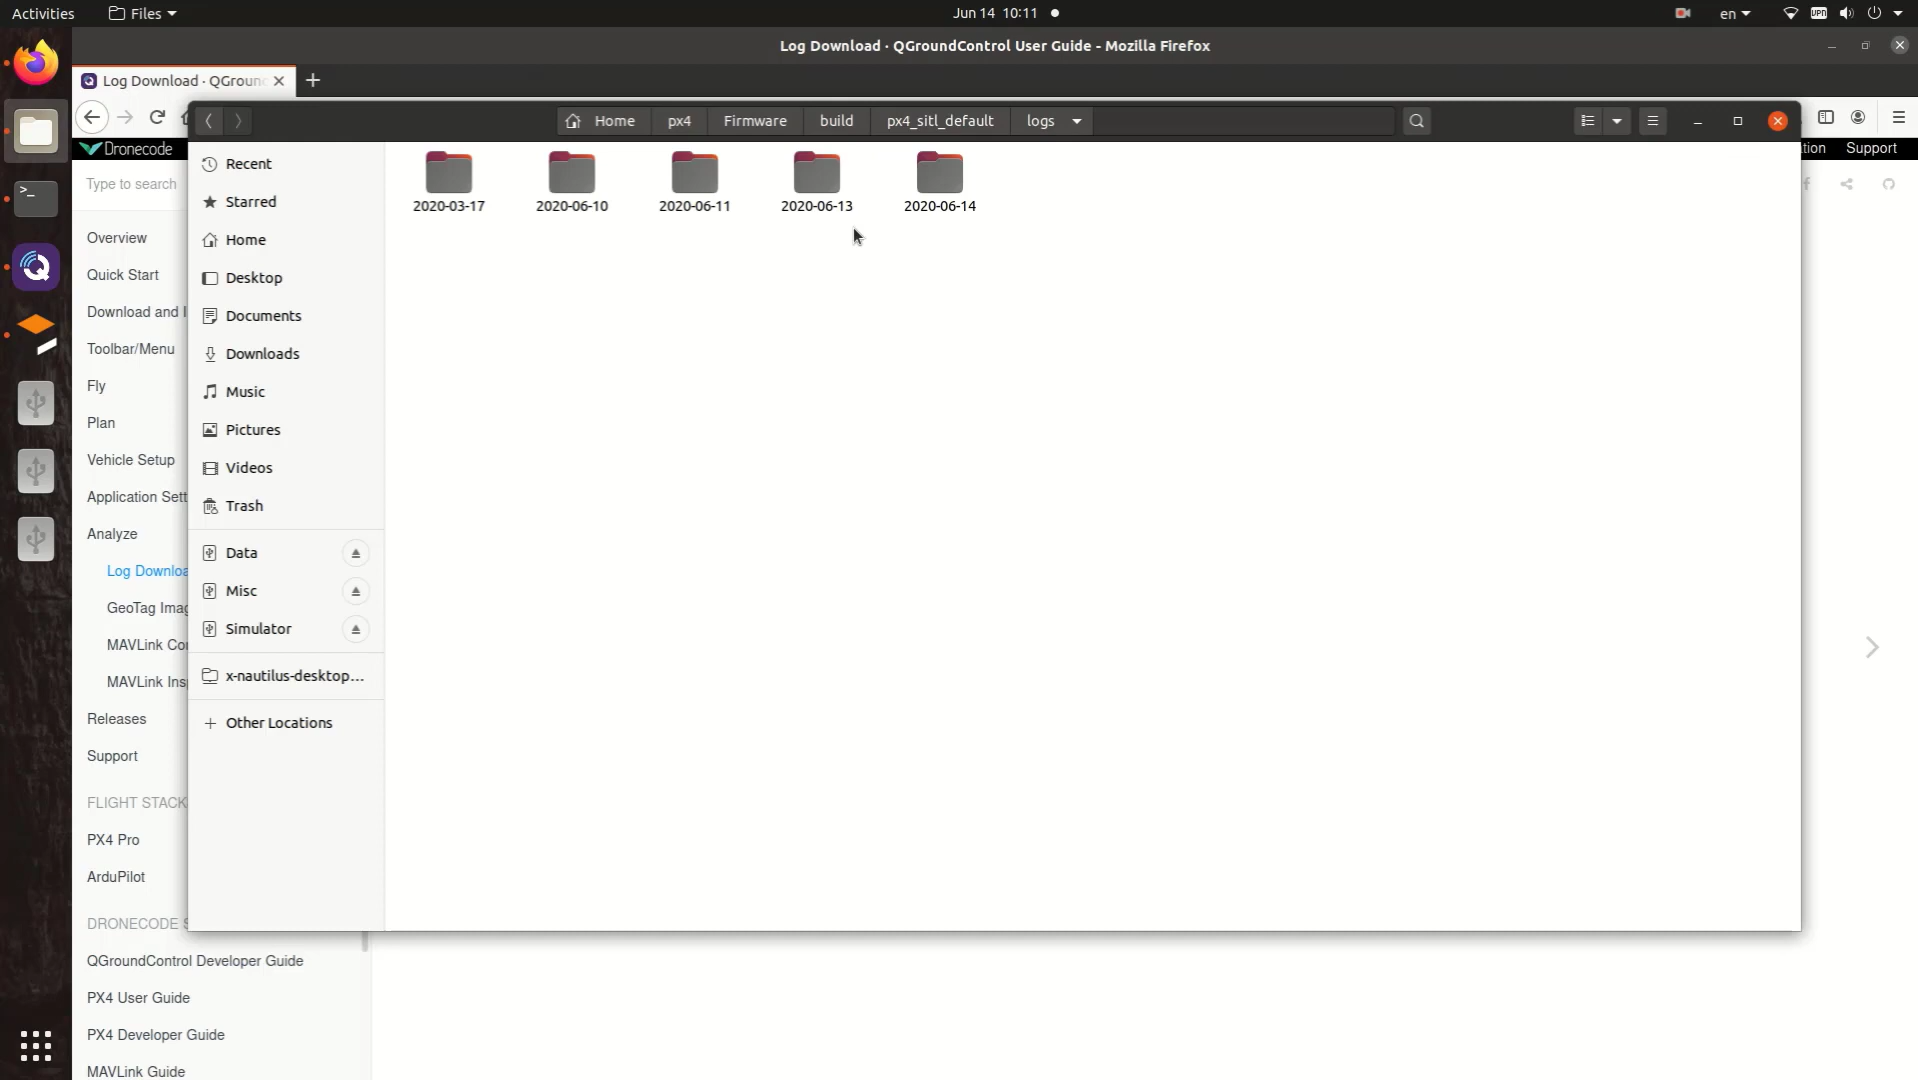 Activities
Files
Jun 14 10:11
en
VPN
Log Download · QGroundControl User Guide - Mozilla Firefox
Log Download · QGroun
Home
px4
Firmware
build
px4_sitl_default
logs
Dronecode
tion
Support
Type to search
Overview
Quick Start
Download and I
Toolbar/Menu
Fly
Plan
Vehicle Setup
Application Sett
Analyze
Log Downloa
GeoTag Imag
MAVLink Co
MAVLink Ins
Releases
Support
FLIGHT STACK
PX4 Pro
ArduPilot
DRONECODE S
QGroundControl Developer Guide
PX4 User Guide
PX4 Developer Guide
MAVLink Guide
Recent
Starred
Home
Desktop
Documents
Downloads
Music
Pictures
Videos
Trash
Data
Misc
Simulator
x-nautilus-desktop...
Other Locations
2020-03-17
2020-06-10
2020-06-11
2020-06-13
2020-06-14